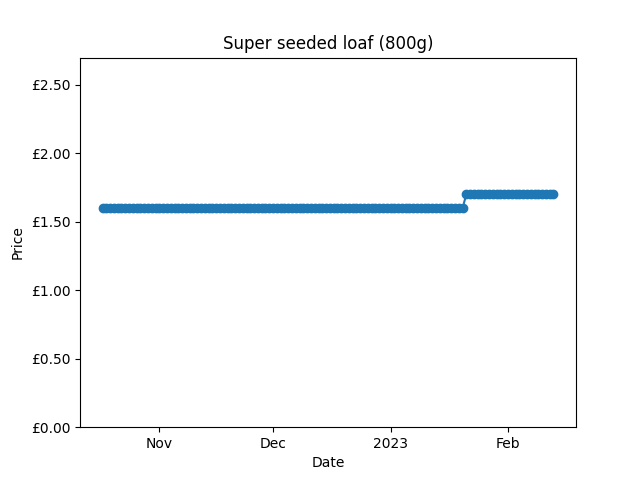 Super seeded loaf (800g)
£2.50
£2.00
£1.50
£1.00
£0.50
£0.00
Price
Nov
Dec
2023
Feb
Date